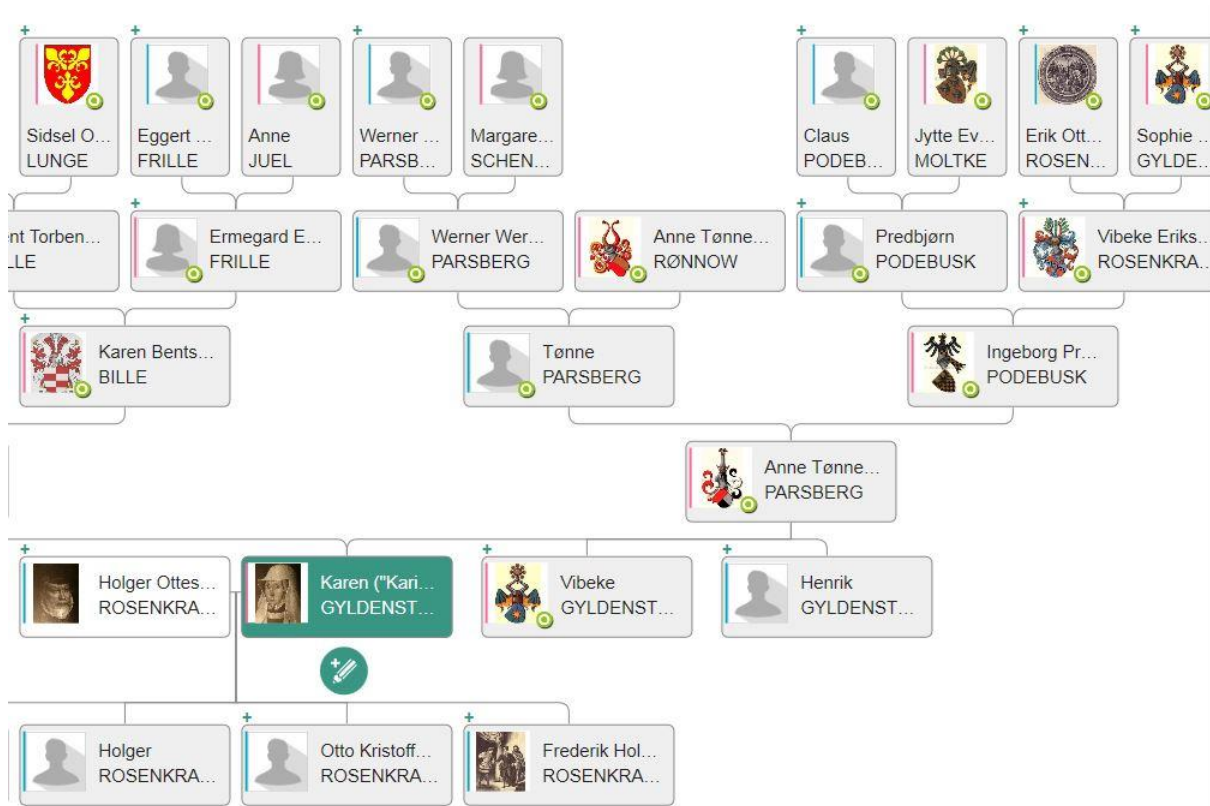 Sidsel O...
LUNGE
Eggert ...
FRILLE
Anne
JUEL
Werner ...
PARSB...
Margare...
SCHEN...
Claus
PODEB...
Jytte Ev...
MOLTKE
Erik Ott...
ROSEN...
Sophie ...
GYLDE...
ent Torben...
LLE
Ermegard E...
FRILLE
Werner Wer...
PARSBERG
Anne Tønne...
RØNNOW
Predbjørn
PODEBUSK
Vibeke Eriks...
ROSENKRA...
Karen Bents...
BILLE
Tønne
PARSBERG
Ingeborg Pr...
PODEBUSK
Anne Tønne...
PARSBERG
Holger Ottes...
ROSENKRA...
Karen ("Kari...
GYLDENST...
Vibeke
GYLDENST...
Henrik
GYLDENST...
Holger
ROSENKRA...
Otto Kristoff...
ROSENKRA...
Frederik Hol...
ROSENKRA...